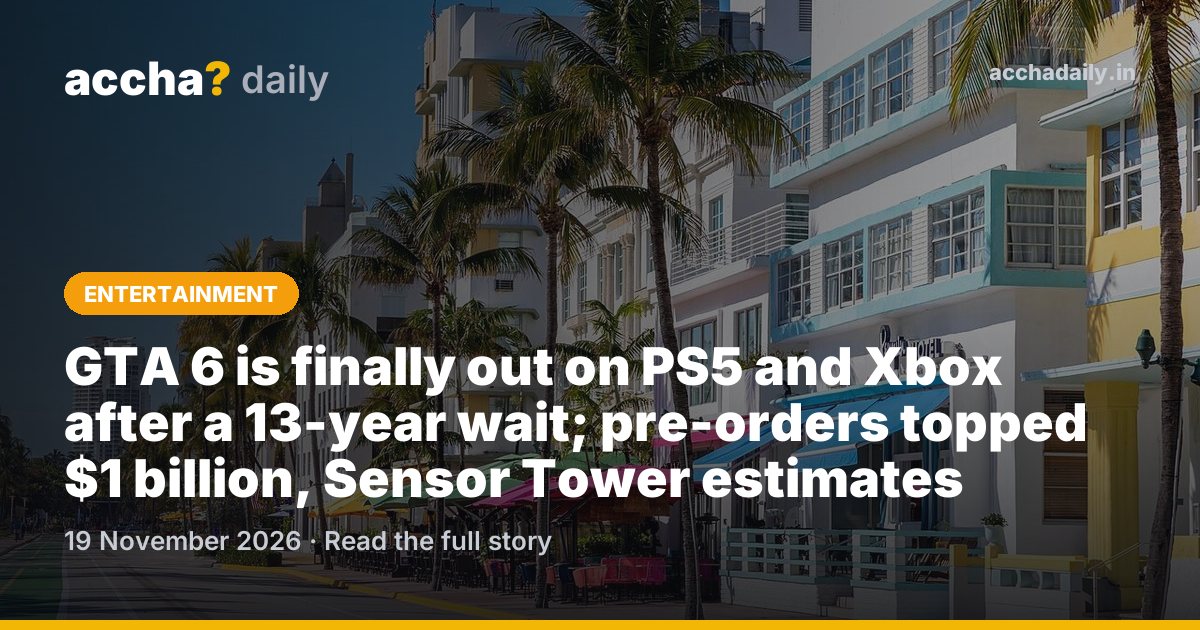 accha? daily
acchadaily.in
ENTERTAINMENT
GTA 6 is finally out on PS5 and Xbox
after a 13-year wait; pre-orders topped
$1 billion, Sensor Tower estimates
19 November 2026 · Read the full story
HOTEL